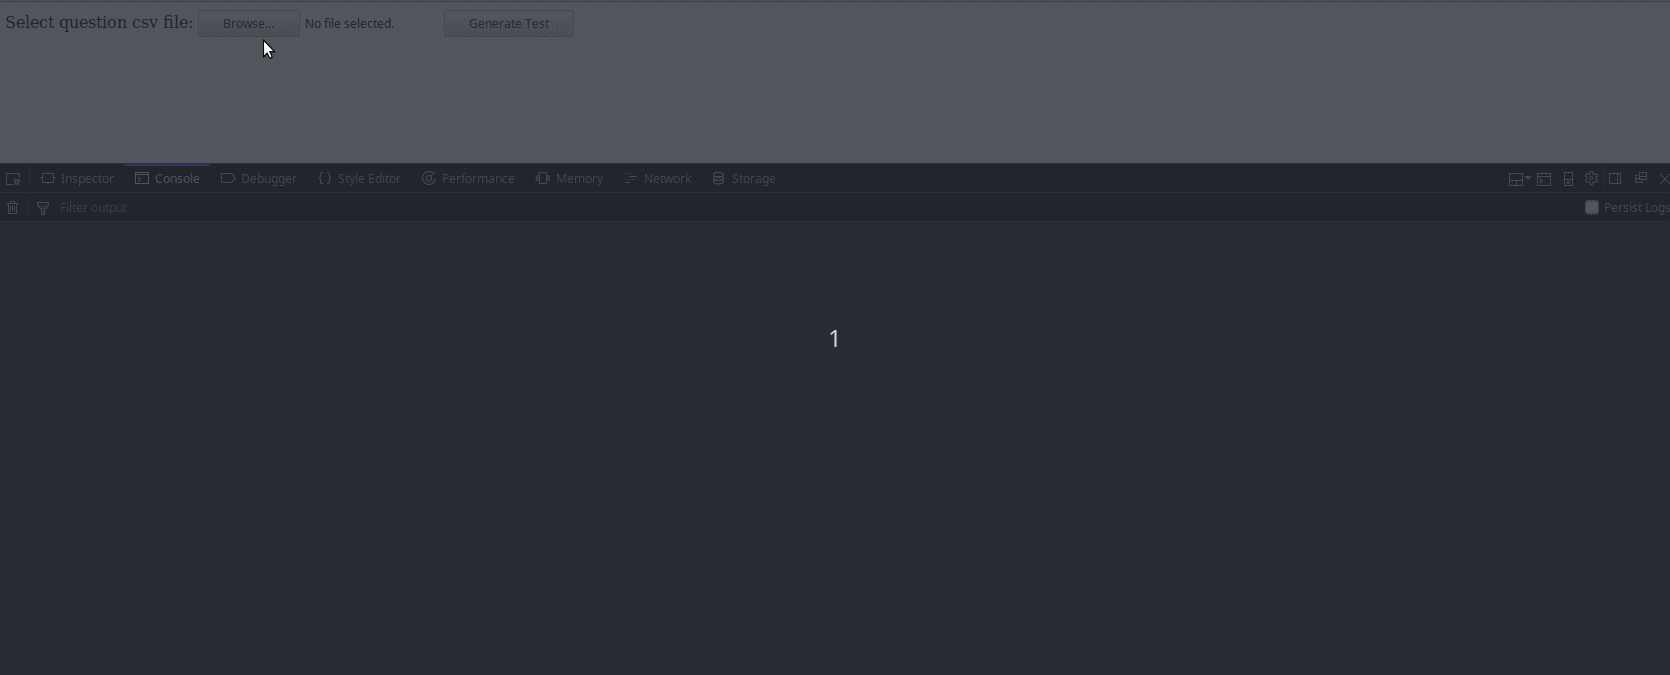 Select question csv file: Browse... No file selected. Generate Test
Inspector Console Debugger { } Style Editor Performance Memory Network Storage
Filter output Persist Logs
1